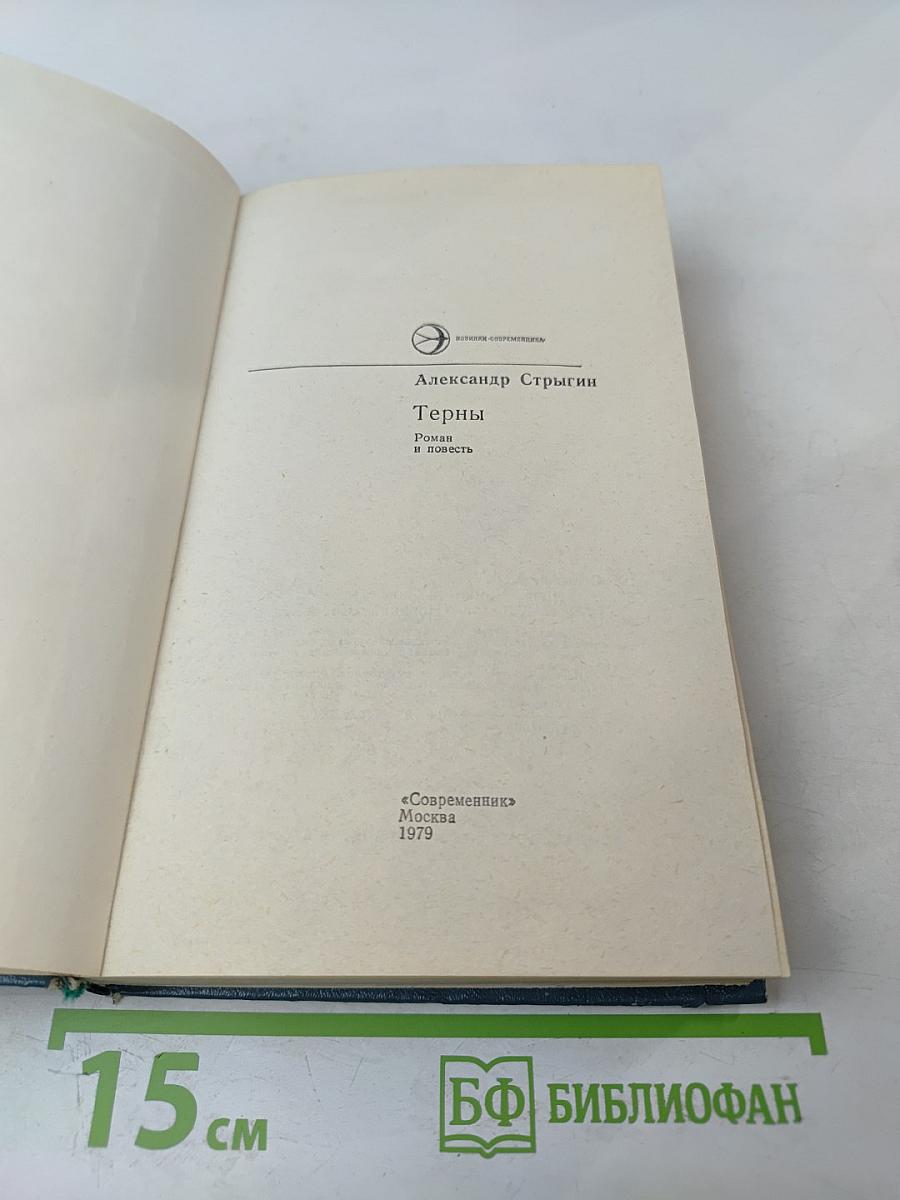 НОВИНКИ «СОВРЕМЕННИКА»
Александр Стрыгин
Терны
Роман
и повесть
«Современник»
Москва
1979
15 см
БФ БИБЛИОФАН